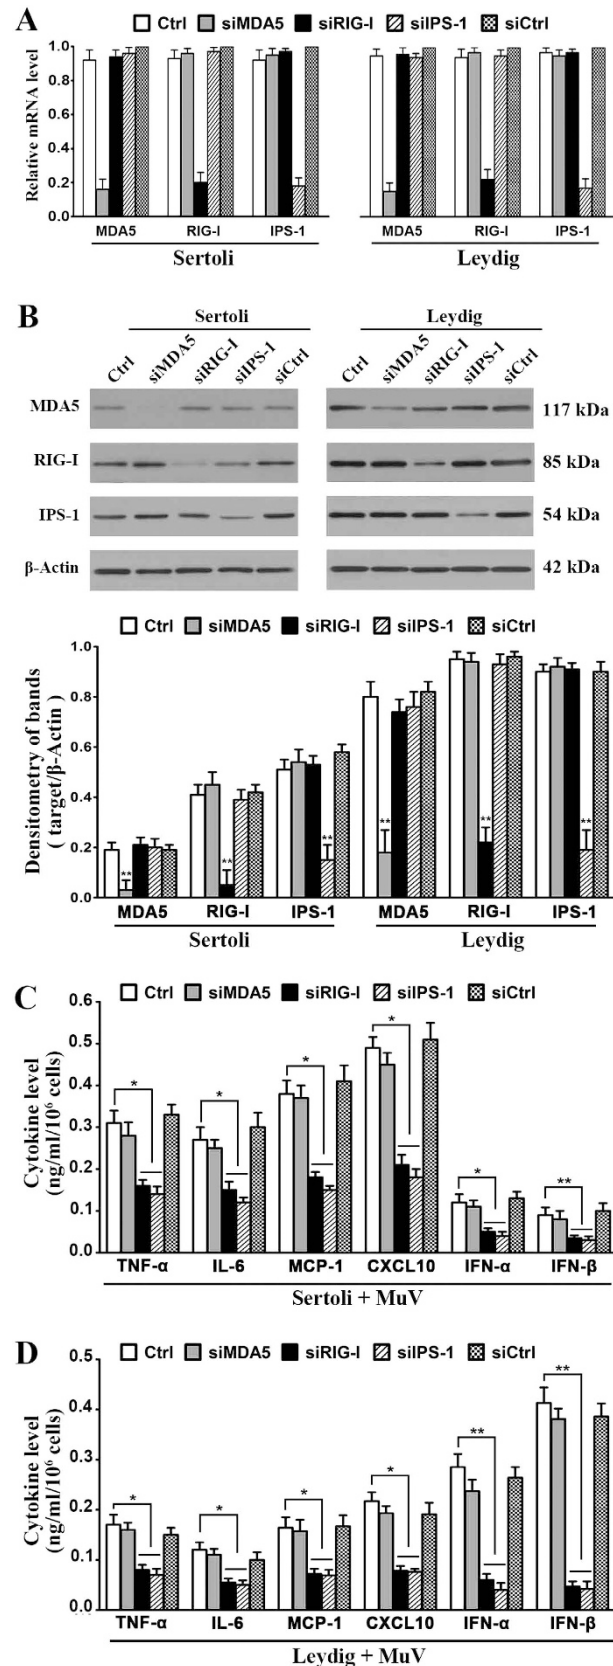 A
Ctrl siMDA5 siRIG-I siIPS-1 siCtrl
Relative mRNA level
1.0
0.8
0.6
0.4
0.2
0.0
MDA5 RIG-I IPS-1 MDA5 RIG-I IPS-1
Sertoli Leydig
B
Sertoli Leydig
Ctrl siMDA5 siRIG-I siIPS-1 siCtrl Ctrl siMDA5 siRIG-I siIPS-1 siCtrl
MDA5 117 kDa
RIG-I 85 kDa
IPS-1 54 kDa
β-Actin 42 kDa
Ctrl siMDA5 siRIG-I siIPS-1 siCtrl
Densitometry of bands
( target/β-Actin )
1.0
0.8
0.6
0.4
0.2
0.0
** ** ** ** ** **
MDA5 RIG-I IPS-1 MDA5 RIG-I IPS-1
Sertoli Leydig
C
Ctrl siMDA5 siRIG-I siIPS-1 siCtrl
Cytokine level
(ng/ml/10⁶ cells)
0.6
0.5
0.4
0.3
0.2
0.1
0.0
* * * * * **
TNF-α IL-6 MCP-1 CXCL10 IFN-α IFN-β
Sertoli + MuV
D
Ctrl siMDA5 siRIG-I siIPS-1 siCtrl
Cytokine level
(ng/ml/10⁶ cells)
0.5
0.4
0.3
0.2
0.1
* * * * ** **
TNF-α IL-6 MCP-1 CXCL10 IFN-α IFN-β
Leydig + MuV